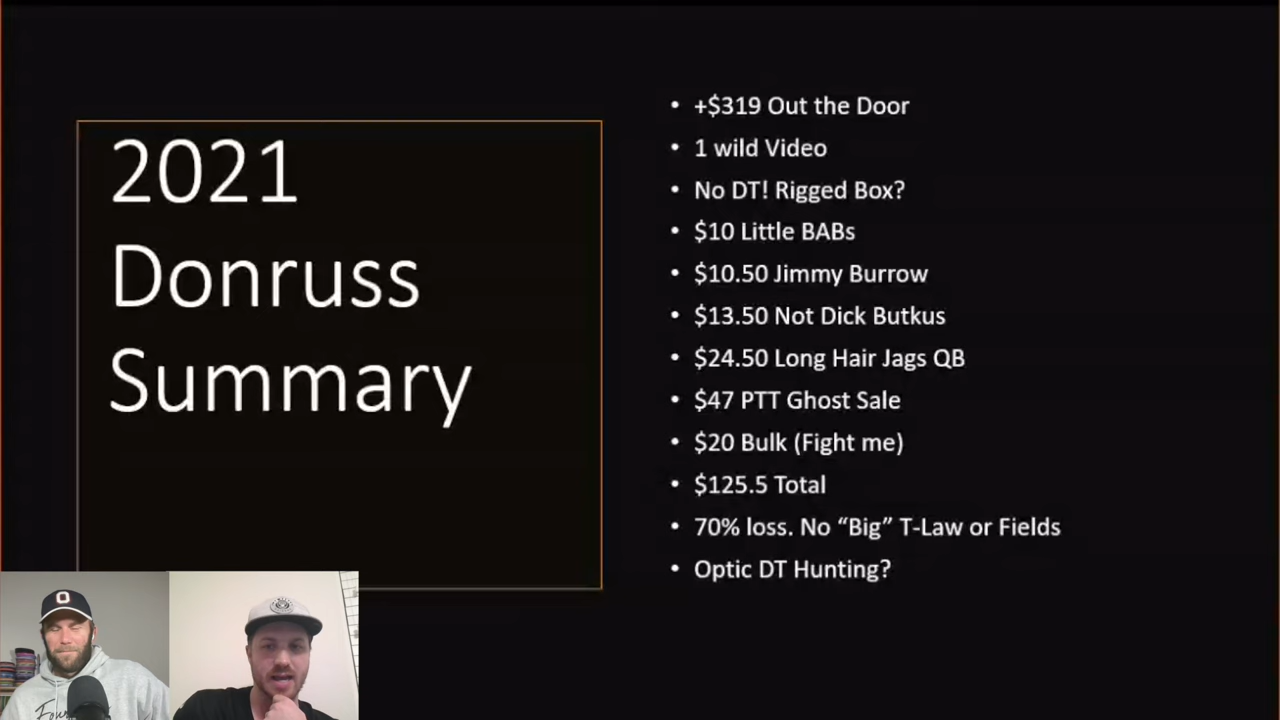 2021
Donruss
Summary
• +$319 Out the Door
• 1 wild Video
• No DT! Rigged Box?
• $10 Little BABs
• $10.50 Jimmy Burrow
• $13.50 Not Dick Butkus
• $24.50 Long Hair Jags QB
• $47 PTT Ghost Sale
• $20 Bulk (Fight me)
• $125.5 Total
• 70% loss. No “Big” T-Law or Fields
• Optic DT Hunting?
O